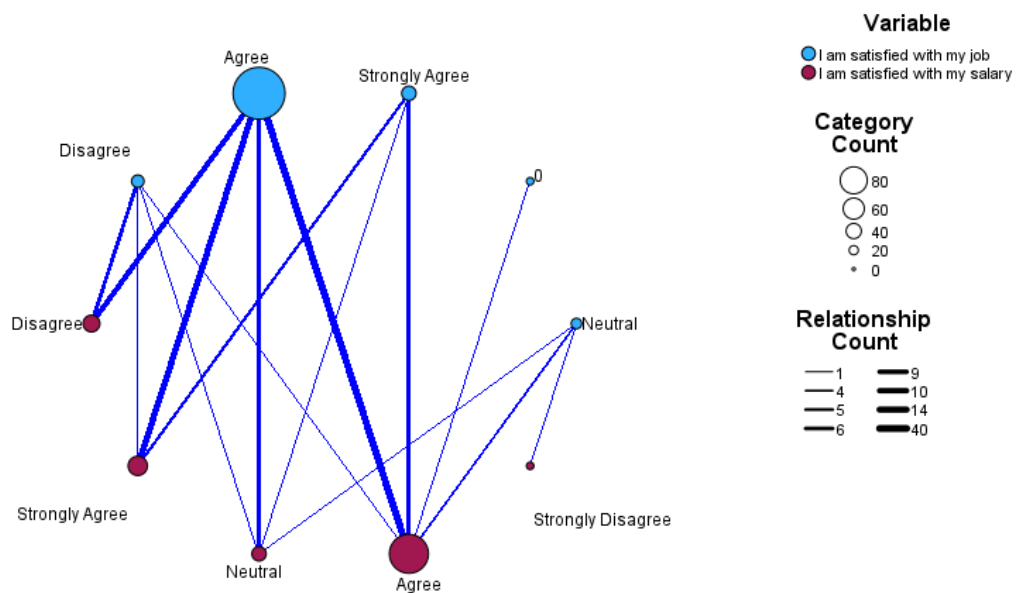 Variable
I am satisfied with my job
I am satisfied with my salary
Agree
Strongly Agree
Disagree
0
Disagree
Neutral
Strongly Agree
Neutral
Agree
Strongly Disagree
Category
Count
80
60
40
20
0
Relationship
Count
1 9
4 10
5 14
6 40